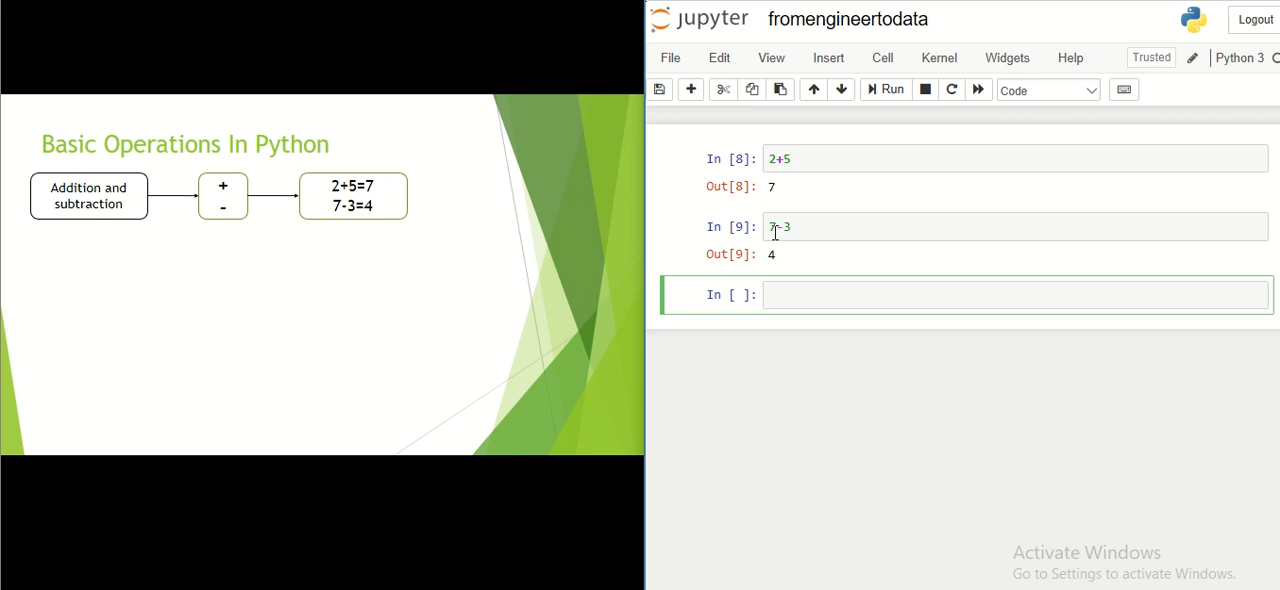 Basic Operations In Python
Addition and
subtraction
+
-
2+5=7
7-3=4
jupyter fromengineertodata
Logout
File Edit View Insert Cell Kernel Widgets Help
Trusted
Python 3
Run
Code
In [8]: 2+5
Out[8]: 7
In [9]: 7-3
Out[9]: 4
In [ ]:
Activate Windows
Go to Settings to activate Windows.